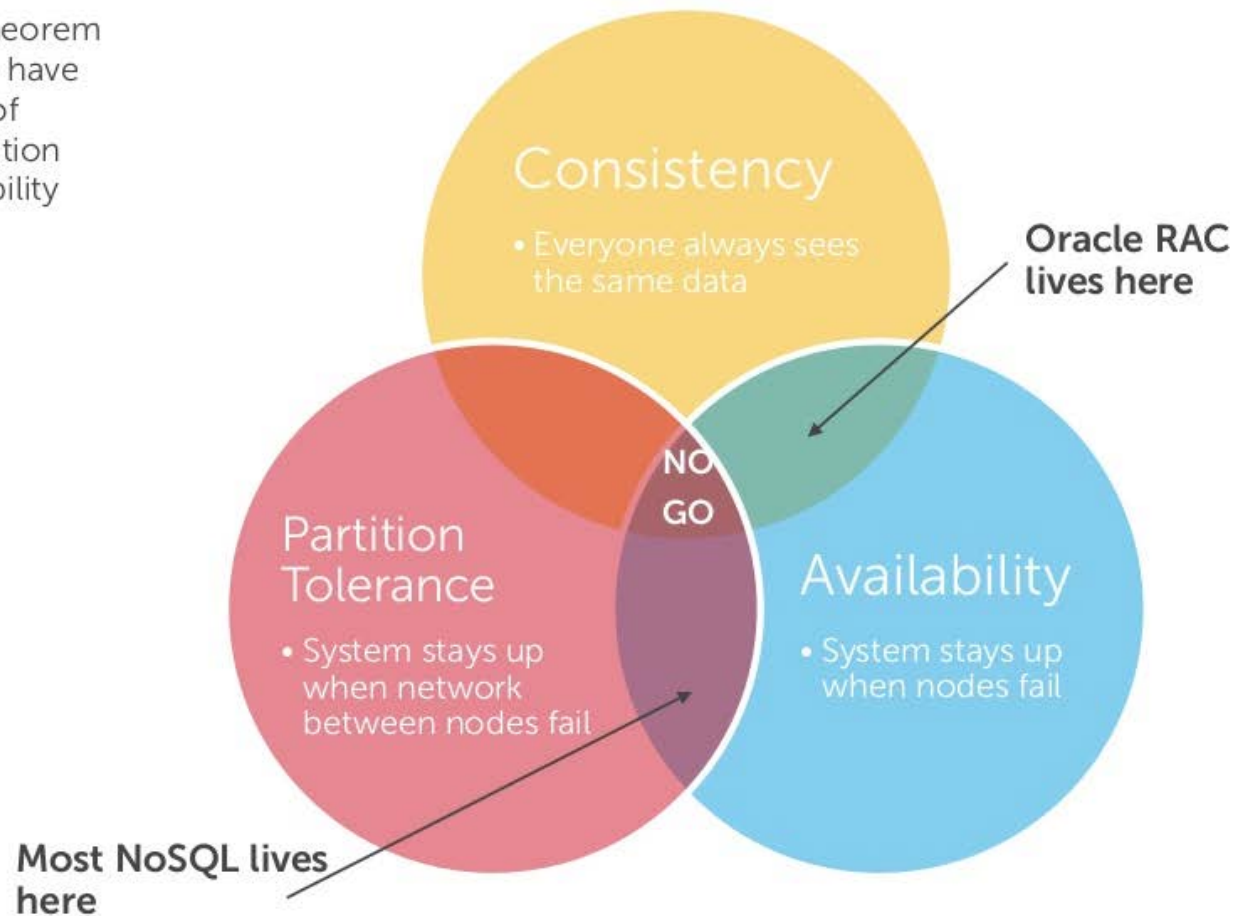 eorem
have
of
tion
bility
Consistency
• Everyone always sees
the same data
Oracle RAC
lives here
NO
GO
Partition
Tolerance
• System stays up
when network
between nodes fail
Availability
• System stays up
when nodes fail
Most NoSQL lives
here